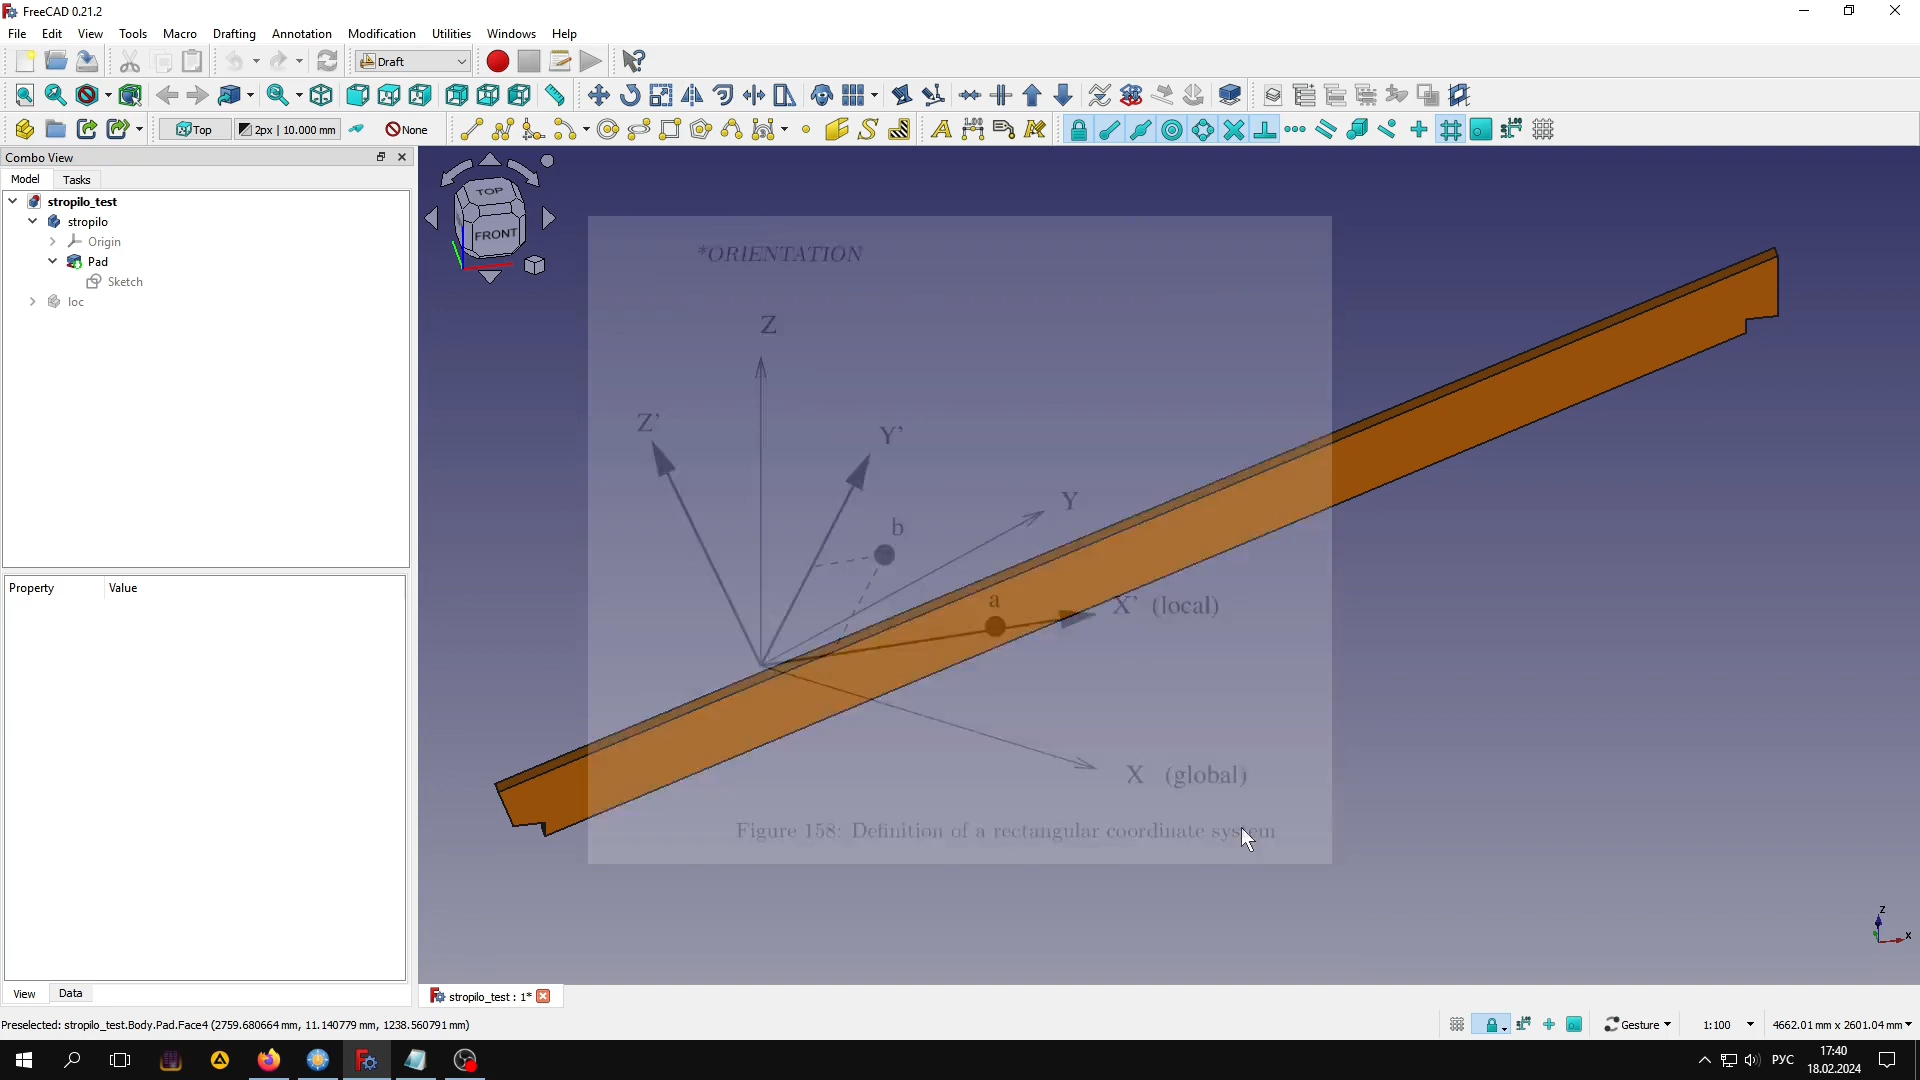 FreeCAD 0.21.2
File Edit View Tools Macro Drafting Annotation Modification Utilities Windows Help
Draft
Top 2px | 10.000 mm None
Combo View
Model Tasks
stropilo_test
stropilo
Origin
Pad
Sketch
loc
Property Value
View Data
TOP
FRONT
*ORIENTATION
Z
Z'
Y'
Y
b
a
X' (local)
X (global)
Figure 158: Definition of a rectangular coordinate system
Z
X
stropilo_test : 1*
Preselected: stropilo_test.Body.Pad.Face4 (2759.680664 mm, 11.140779 mm, 1238.560791 mm)
Gesture 1:100 4662.01 mm x 2601.04 mm
РУС
17:40
18.02.2024